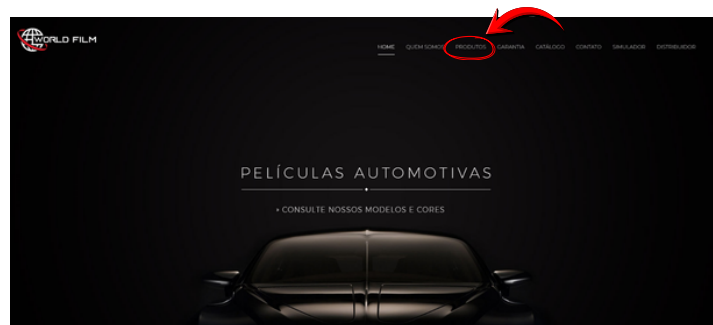 WORLD FILM
HOME QUEM SOMOS PRODUTOS GARANTIA CATÁLOGO CONTATO SIMULADOR DISTRIBUIDOR
PELÍCULAS AUTOMOTIVAS
CONSULTE NOSSOS MODELOS E CORES